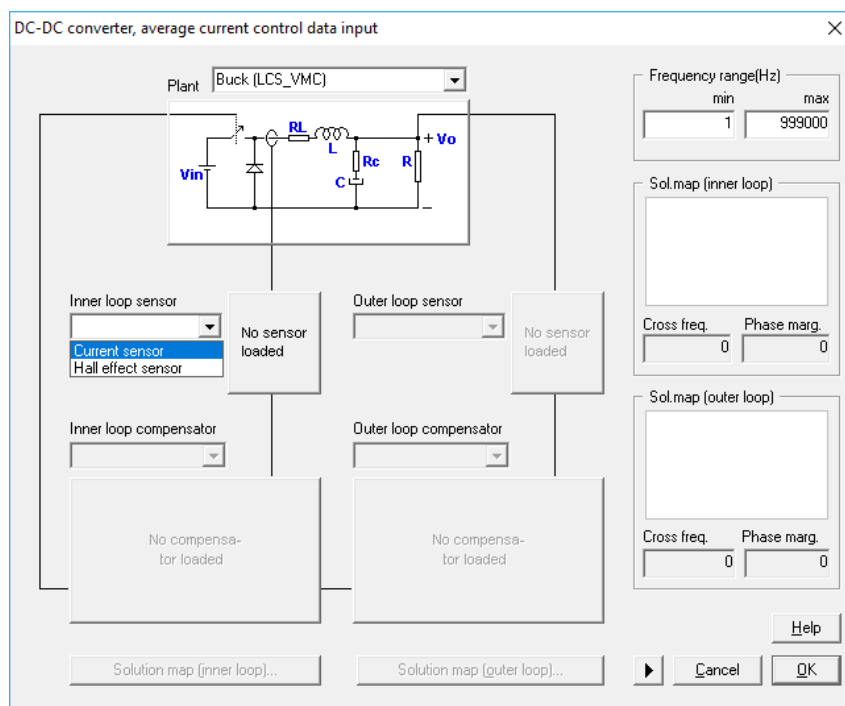 DC-DC converter, average current control data input
Plant
Buck (LCS_VMC)
RL
L
+ Vo
Vin
Rc
R
C
Frequency range(Hz)
min
max
1
999000
Sol.map (inner loop)
Cross freq.
Phase marg.
0
0
Inner loop sensor
Current sensor
Hall effect sensor
No sensor
loaded
Outer loop sensor
No sensor
loaded
Inner loop compensator
No compensa-
tor loaded
Outer loop compensator
No compensa-
tor loaded
Sol.map (outer loop)
Cross freq.
Phase marg.
0
0
Solution map (inner loop)...
Solution map (outer loop)...
Help
Cancel
OK